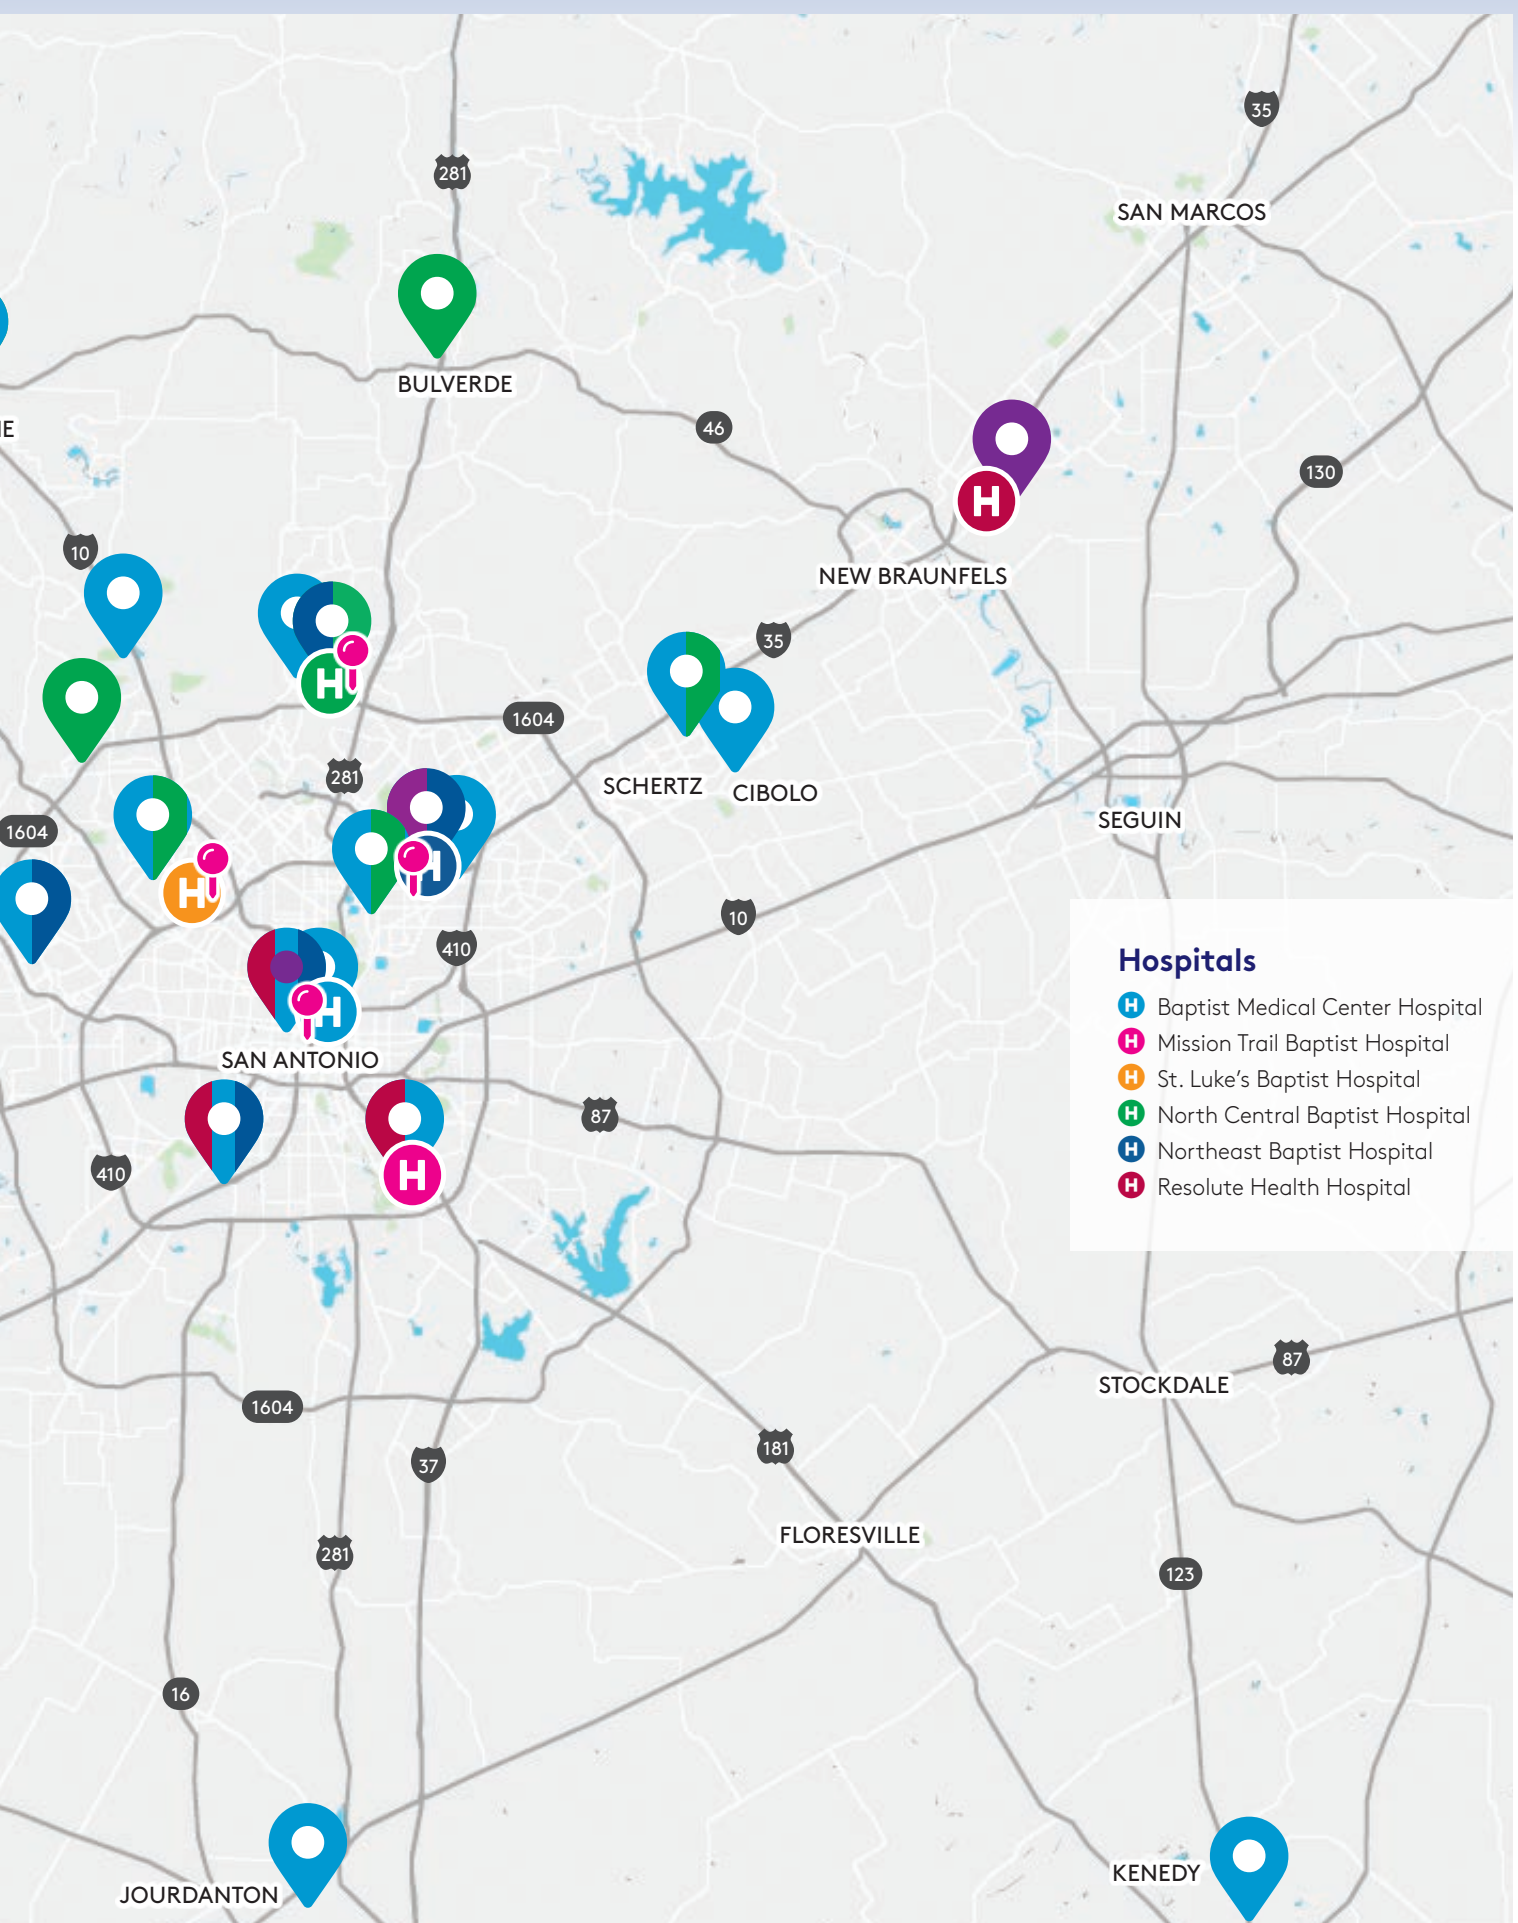 35
281
SAN MARCOS
BULVERDE
46
130
10
H
NEW BRAUNFELS
35
H
1604
281
SCHERTZ
CIBOLO
1604
SEGUIN
H
H
10
410
H
SAN ANTONIO
87
410
H
Hospitals
H Baptist Medical Center Hospital
H Mission Trail Baptist Hospital
H St. Luke's Baptist Hospital
H North Central Baptist Hospital
H Northeast Baptist Hospital
H Resolute Health Hospital
87
STOCKDALE
1604
181
37
FLORESVILLE
281
123
16
KENEDY
JOURDANTON